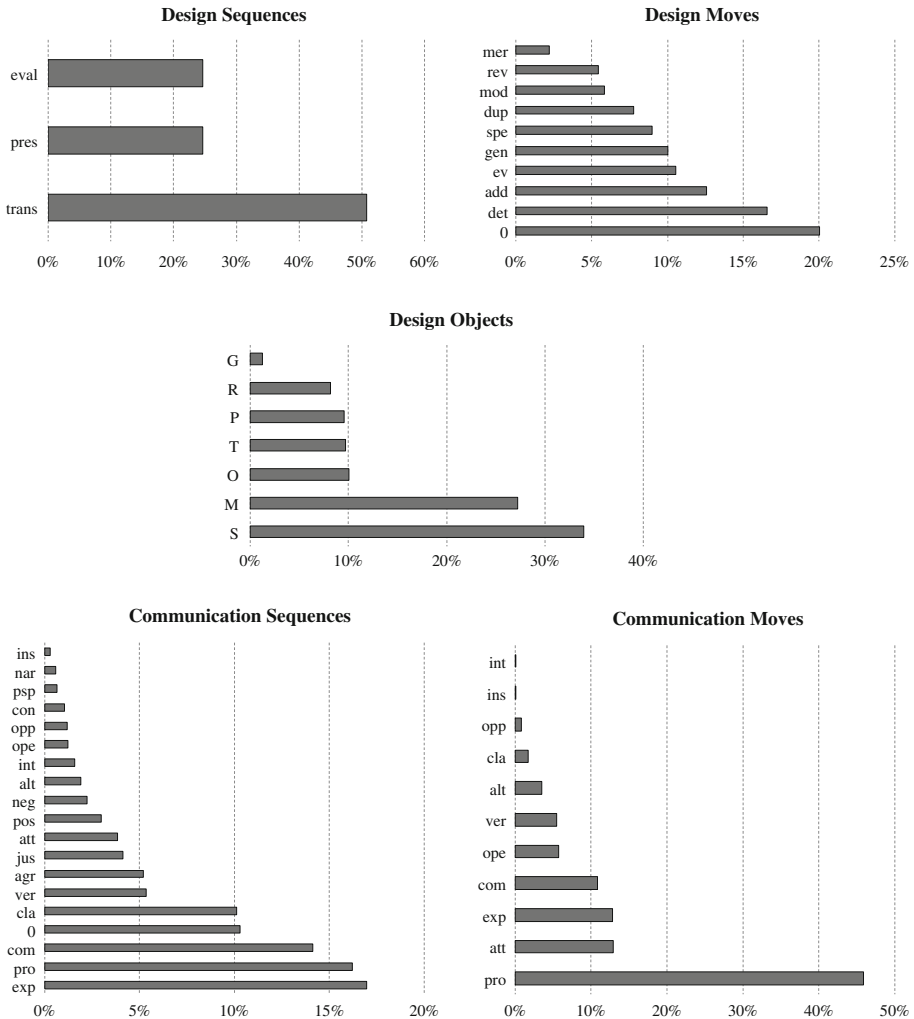 Design Sequences
eval
pres
trans
0% 10% 20% 30% 40% 50% 60%
Design Moves
mer
rev
mod
dup
spe
gen
ev
add
det
0
0% 5% 10% 15% 20% 25%
Design Objects
G
R
P
T
O
M
S
0% 10% 20% 30% 40%
Communication Sequences
ins
nar
psp
con
opp
ope
int
alt
neg
pos
att
jus
agr
ver
cla
0
com
pro
exp
0% 5% 10% 15% 20%
Communication Moves
int
ins
opp
cla
alt
ver
ope
com
exp
att
pro
0% 10% 20% 30% 40% 50%